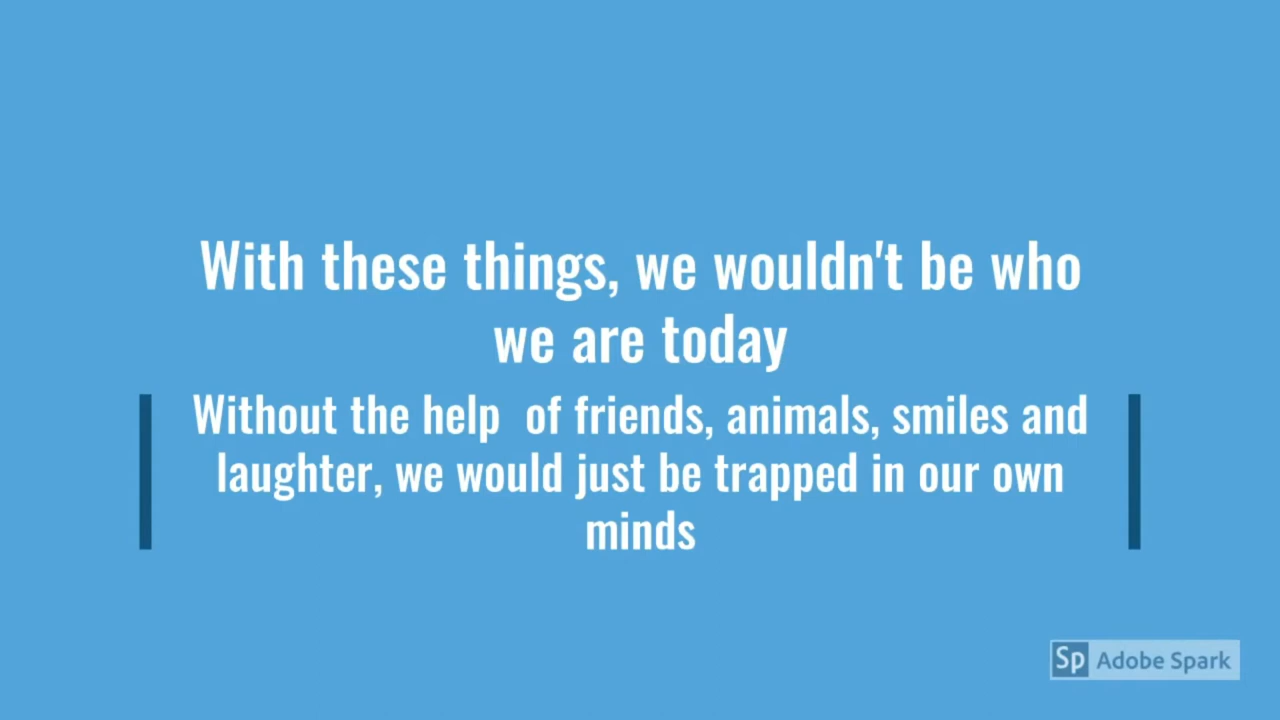 With these things, we wouldn't be who
we are today
Without the help  of friends, animals, smiles and
laughter, we would just be trapped in our own
minds
Sp Adobe Spark